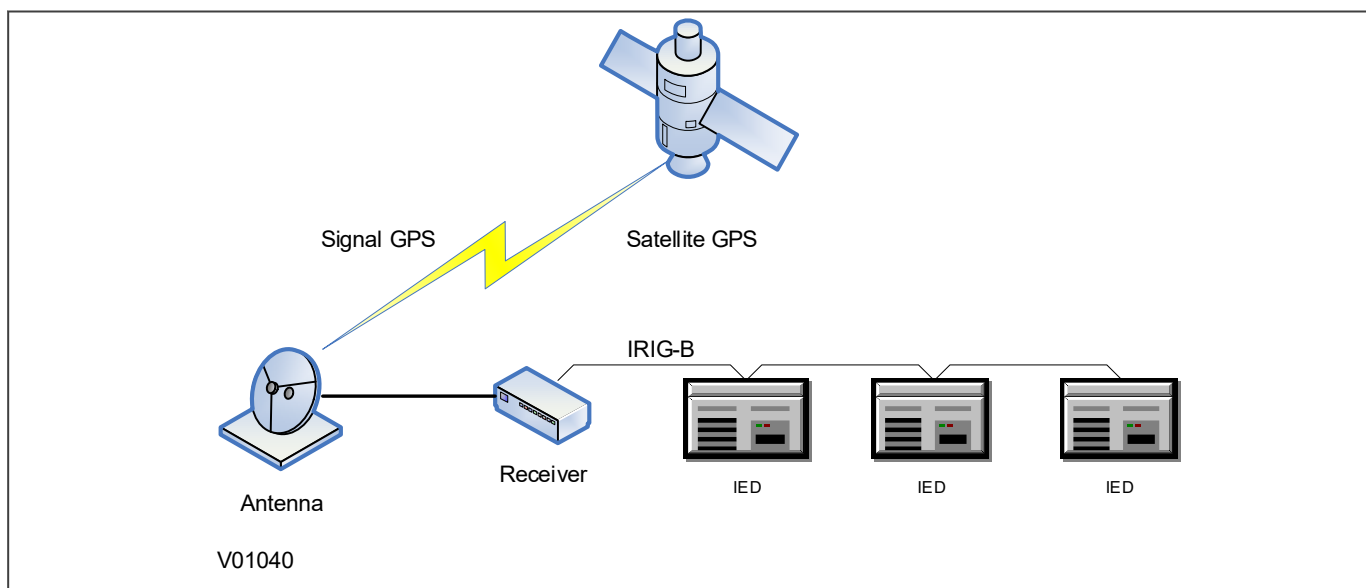 Signal GPS
Satellite GPS
IRIG-B
Receiver
IED
IED
IED
Antenna
V01040